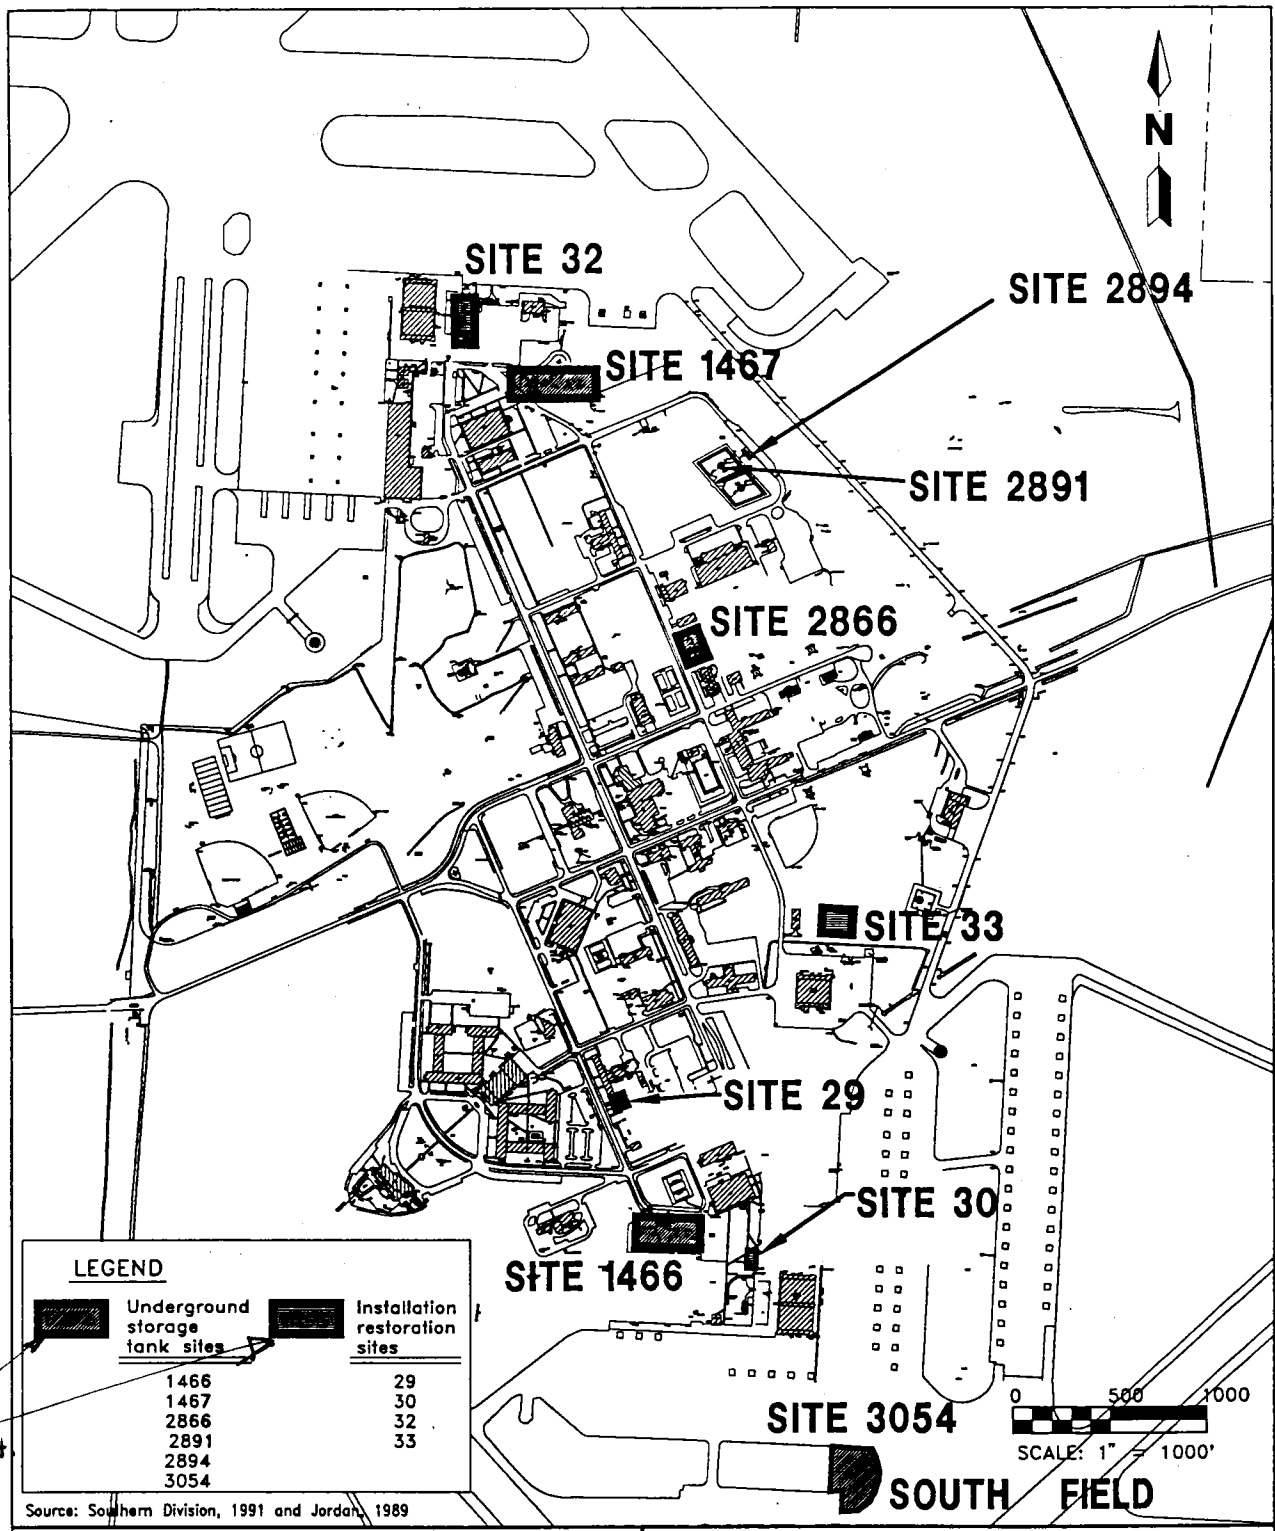 N
SITE 32
SITE 2894
SITE 1467
SITE 2891
SITE 2866
SITE 33
SITE 29
SITE 30
SITE 1466
LEGEND
Underground storage tank sites
Installation restoration sites
1466 29
1467 30
2866 32
2891 33
2894
3054
0 500 1000
SCALE: 1" = 1000'
SITE 3054
SOUTH FIELD
Source: Southern Division, 1991 and Jordan, 1989